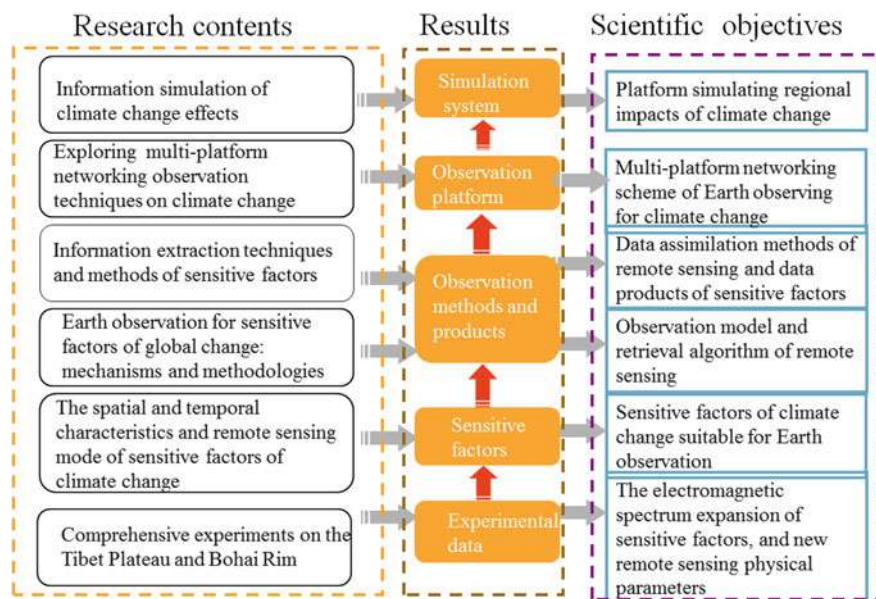 Research contents
Results
Scientific objectives
Information simulation of
climate change effects
Simulation
system
Platform simulating regional
impacts of climate change
Exploring multi-platform
networking observation
techniques on climate change
Observation
platform
Multi-platform networking
scheme of Earth observing
for climate change
Information extraction techniques
and methods of sensitive factors
Observation
methods and
products
Data assimilation methods of
remote sensing and data
products of sensitive factors
Earth observation for sensitive
factors of global change:
mechanisms and methodologies
Observation model and
retrieval algorithm of remote
sensing
The spatial and temporal
characteristics and remote sensing
mode of sensitive factors of
climate change
Sensitive
factors
Sensitive factors of climate
change suitable for Earth
observation
Comprehensive experiments on the
Tibet Plateau and Bohai Rim
Experimental
data
The electromagnetic
spectrum expansion of
sensitive factors, and new
remote sensing physical
parameters